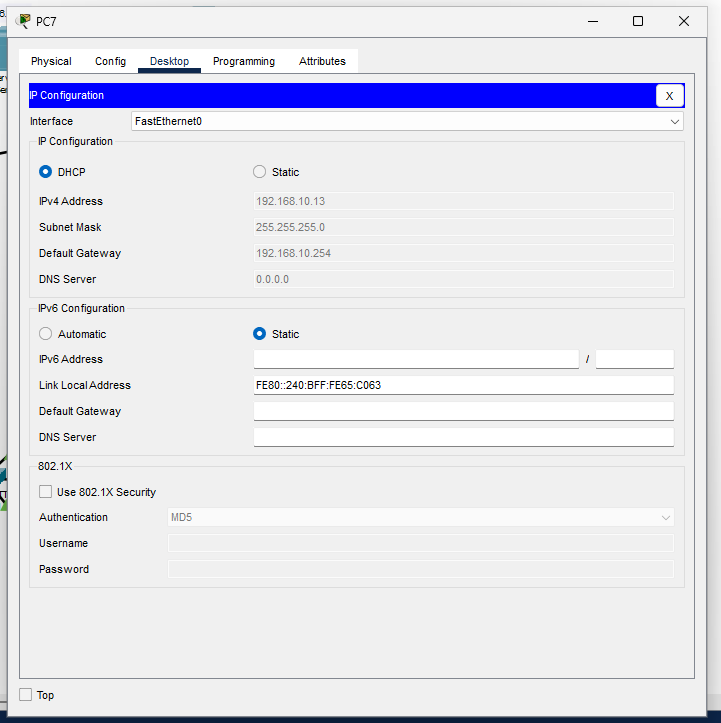 PC7
Physical Config Desktop Programming Attributes
IP Configuration X
Interface FastEthernet0
IP Configuration
DHCP Static
IPv4 Address 192.168.10.13
Subnet Mask 255.255.255.0
Default Gateway 192.168.10.254
DNS Server 0.0.0.0
IPv6 Configuration
Automatic Static
IPv6 Address /
Link Local Address FE80::240:BFF:FE65:C063
Default Gateway
DNS Server
802.1X
Use 802.1X Security
Authentication MD5
Username
Password
Top